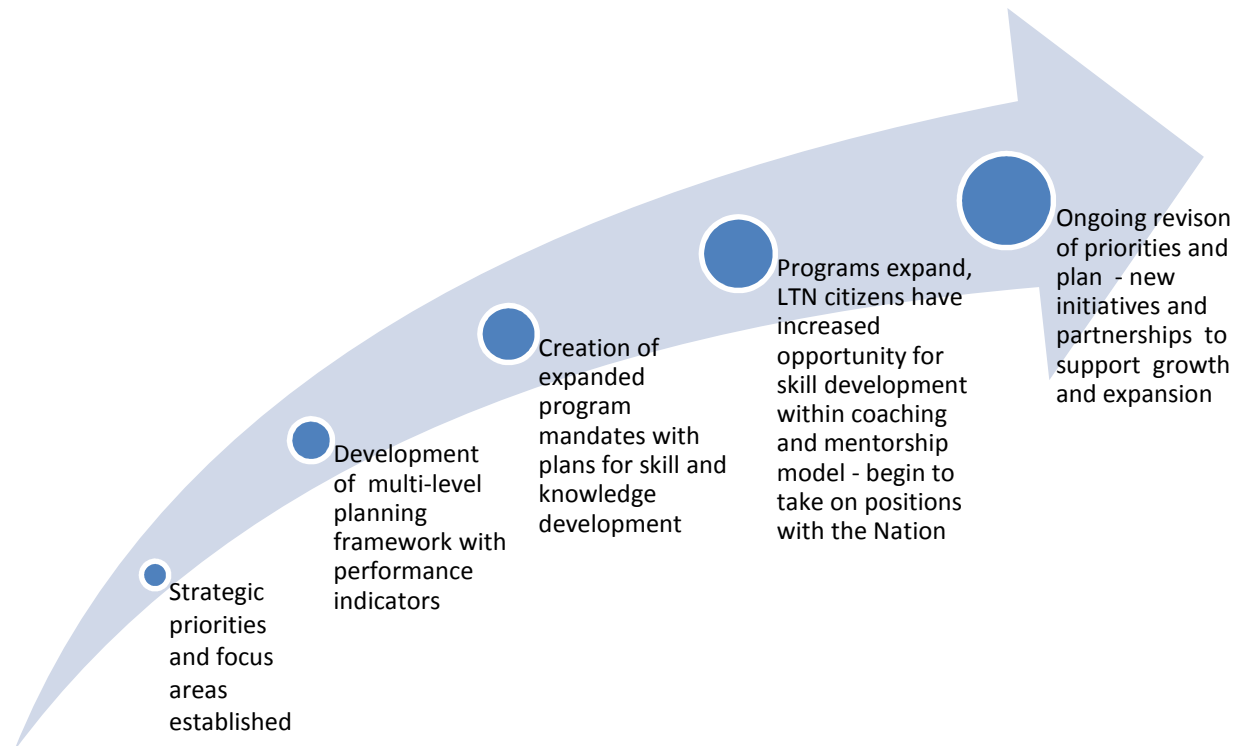 Strategic
priorities
and focus
areas
established
Development
of multi-level
planning
framework with
performance
indicators
Creation of
expanded
program
mandates with
plans for skill and
knowledge
development
Programs expand,
LTN citizens have
increased
opportunity for
skill development
within coaching
and mentorship
model - begin to
take on positions
with the Nation
Ongoing revison
of priorities and
plan - new
initiatives and
partnerships to
support growth
and expansion